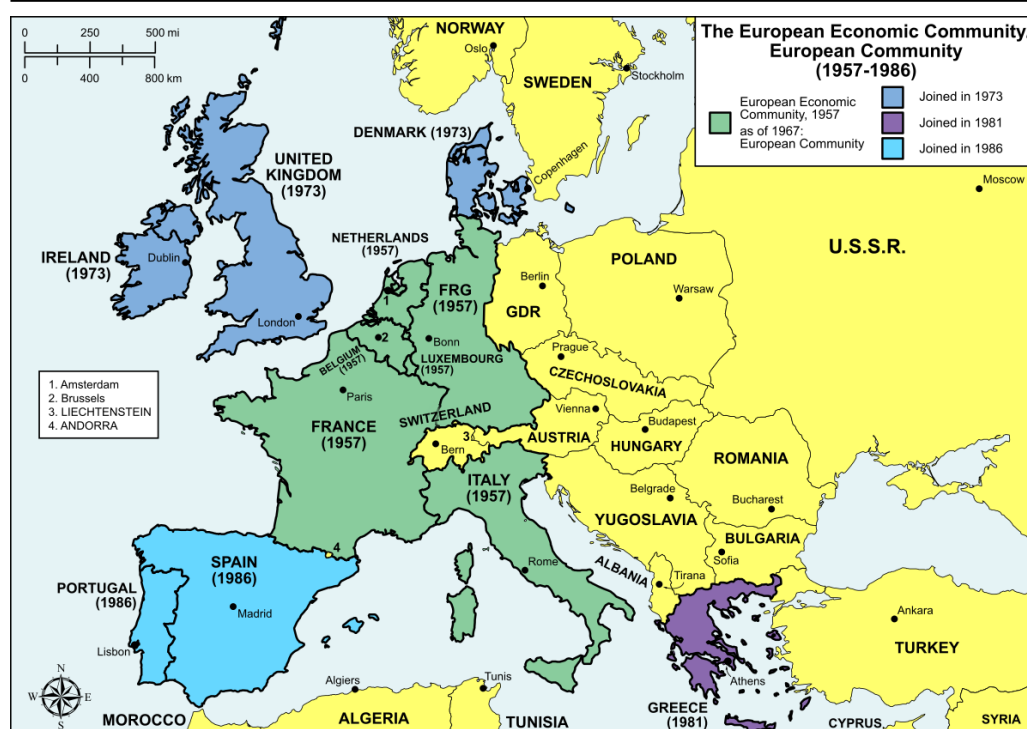 0 250 500 mi
0 400 800 km
The European Economic Community,
European Community
(1957-1986)
European Economic
Community, 1957
as of 1967:
European Community
Joined in 1973
Joined in 1981
Joined in 1986
NORWAY
Oslo
SWEDEN
Stockholm
DENMARK (1973)
Copenhagen
Moscow
UNITED
KINGDOM
(1973)
NETHERLANDS
(1957)
IRELAND
(1973)
Dublin
London
U.S.S.R.
POLAND
Warsaw
Berlin
GDR
FRG
(1957)
1
2
Bonn
BELGIUM
(1957)
LUXEMBOURG
(1957)
Prague
CZECHOSLOVAKIA
1. Amsterdam
2. Brussels
3. LIECHTENSTEIN
4. ANDORRA
Paris
FRANCE
(1957)
SWITZERLAND
Bern
3
Vienna
AUSTRIA
Budapest
HUNGARY
ROMANIA
Bucharest
ITALY
(1957)
Rome
Belgrade
YUGOSLAVIA
BULGARIA
Sofia
ALBANIA
Tirana
4
SPAIN
(1986)
Madrid
PORTUGAL
(1986)
Lisbon
Ankara
TURKEY
Athens
GREECE
(1981)
N
W E
S
MOROCCO
Algiers
ALGERIA
Tunis
TUNISIA
CYPRUS
SYRIA